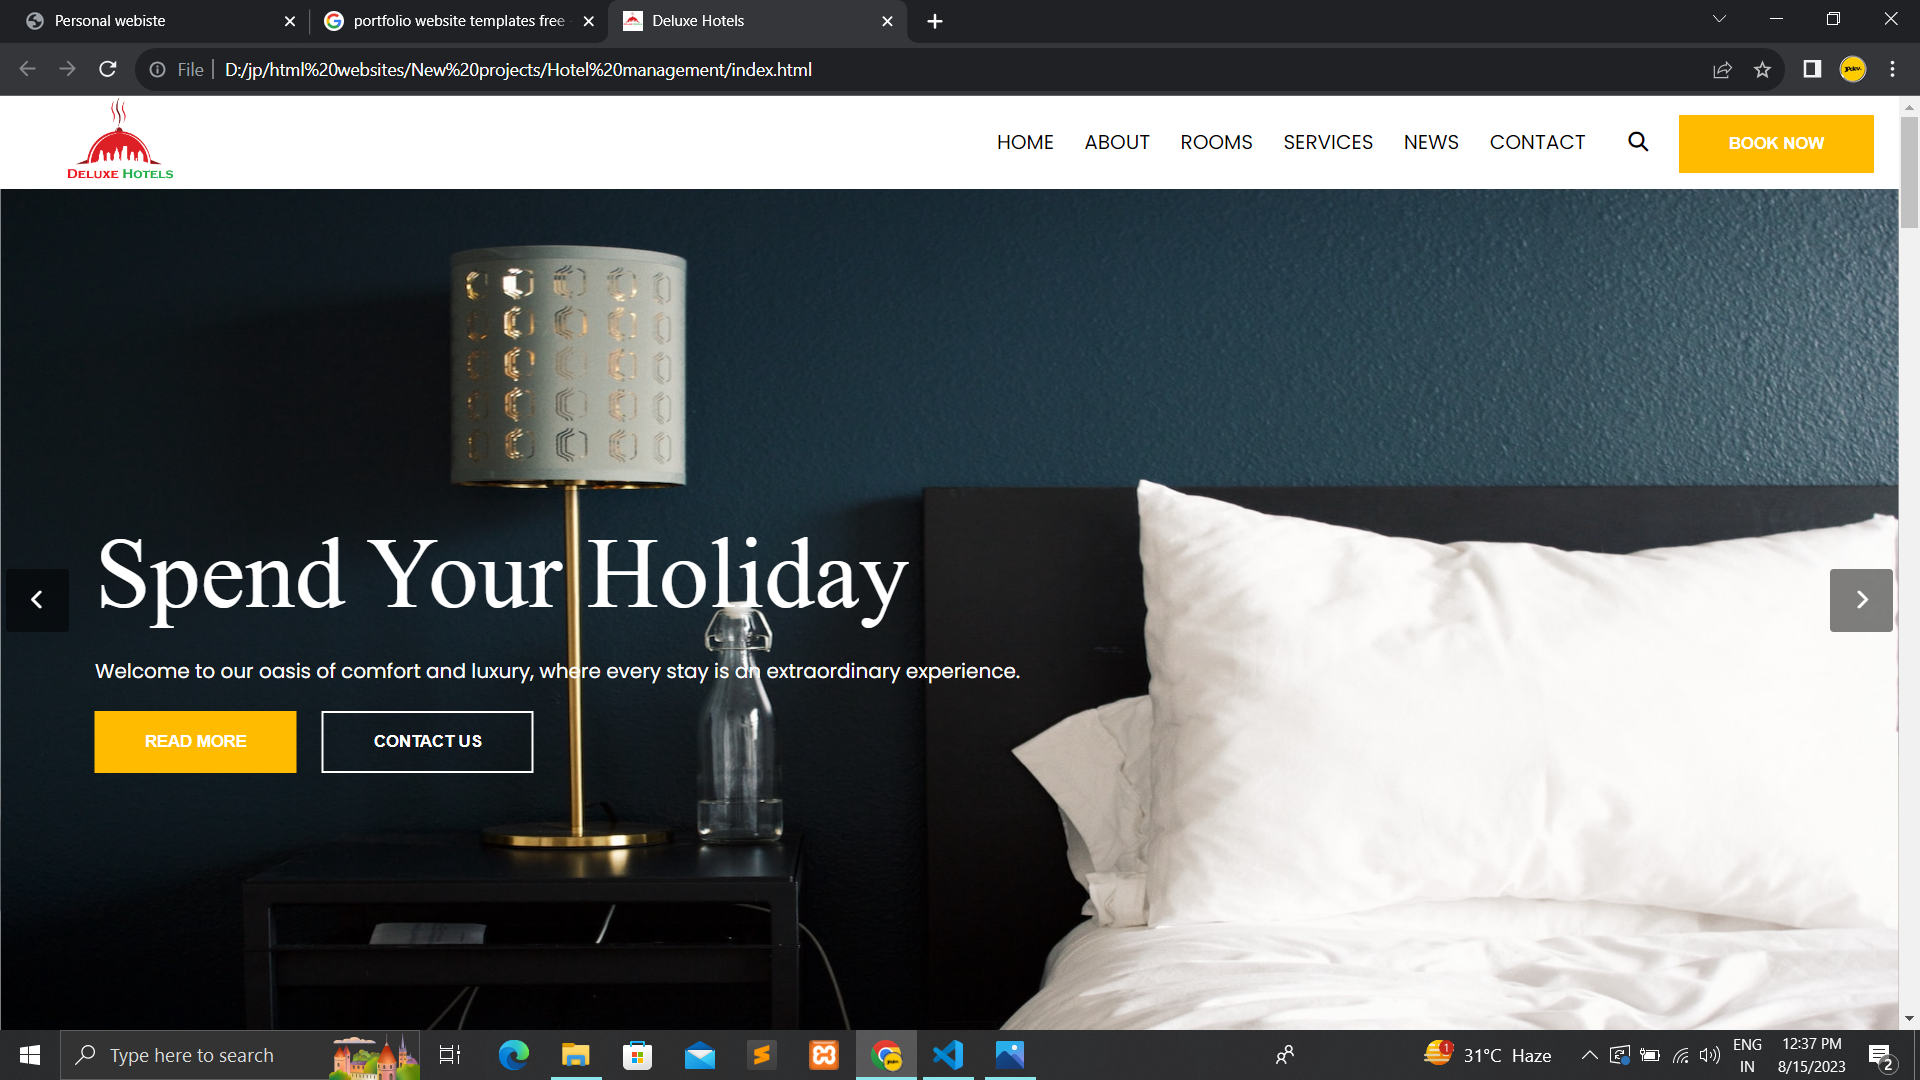 Personal webiste
portfolio website templates free
Deluxe Hotels
File
D:/jp/html%20websites/New%20projects/Hotel%20management/index.html
DELUXE HOTELS
HOME
ABOUT
ROOMS
SERVICES
NEWS
CONTACT
BOOK NOW
Spend Your Holiday
Welcome to our oasis of comfort and luxury, where every stay is an extraordinary experience.
READ MORE
CONTACT US
Type here to search
1
31°C Haze
ENG
IN
12:37 PM
8/15/2023
2